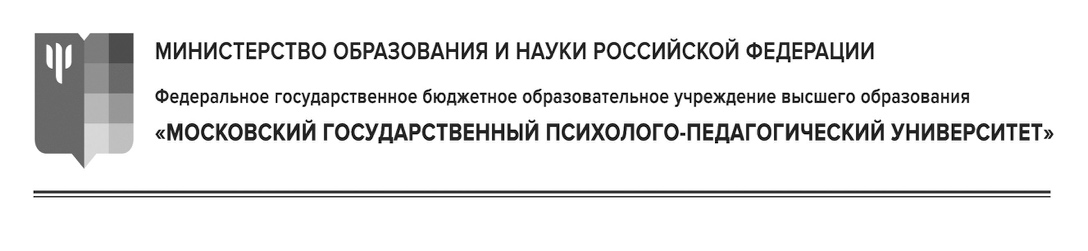 МИНИСТЕРСТВО ОБРАЗОВАНИЯ И НАУКИ РОССИЙСКОЙ ФЕДЕРАЦИИ
Федеральное государственное бюджетное образовательное учреждение высшего образования
«МОСКОВСКИЙ ГОСУДАРСТВЕННЫЙ ПСИХОЛОГО-ПЕДАГОГИЧЕСКИЙ УНИВЕРСИТЕТ»